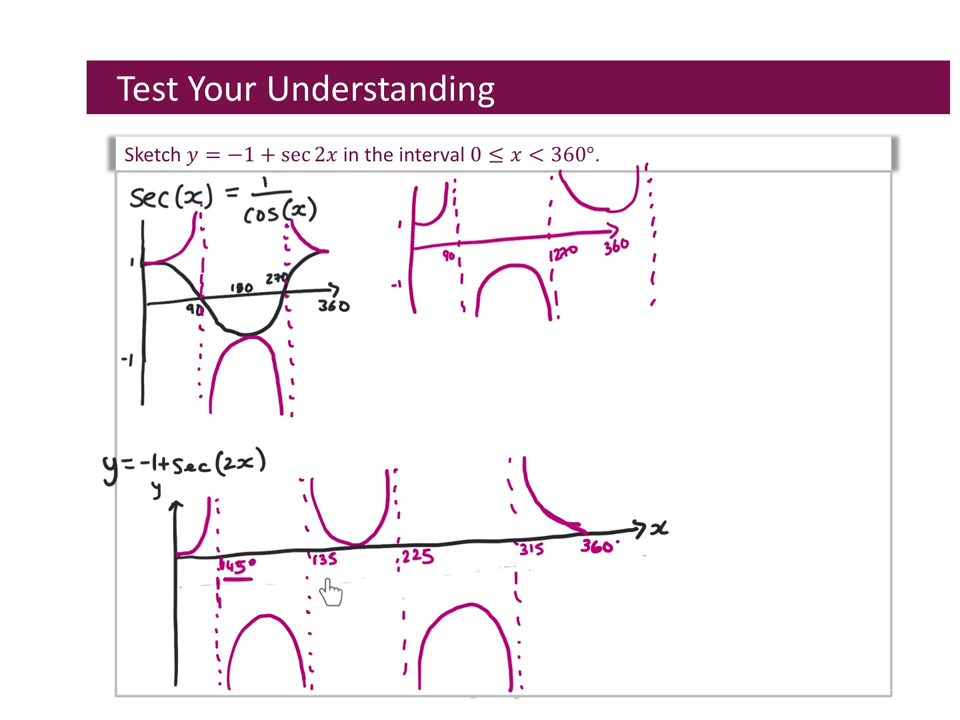 Test Your Understanding
Sketch y = −1 + sec 2x in the interval 0 ≤ x < 360°.
sec(x) = 1/cos(x)
1
90
180
270
360
-1
1
90
1270
360
-1
y=-1+sec(2x)
y
x
45°
135
225
315
360°